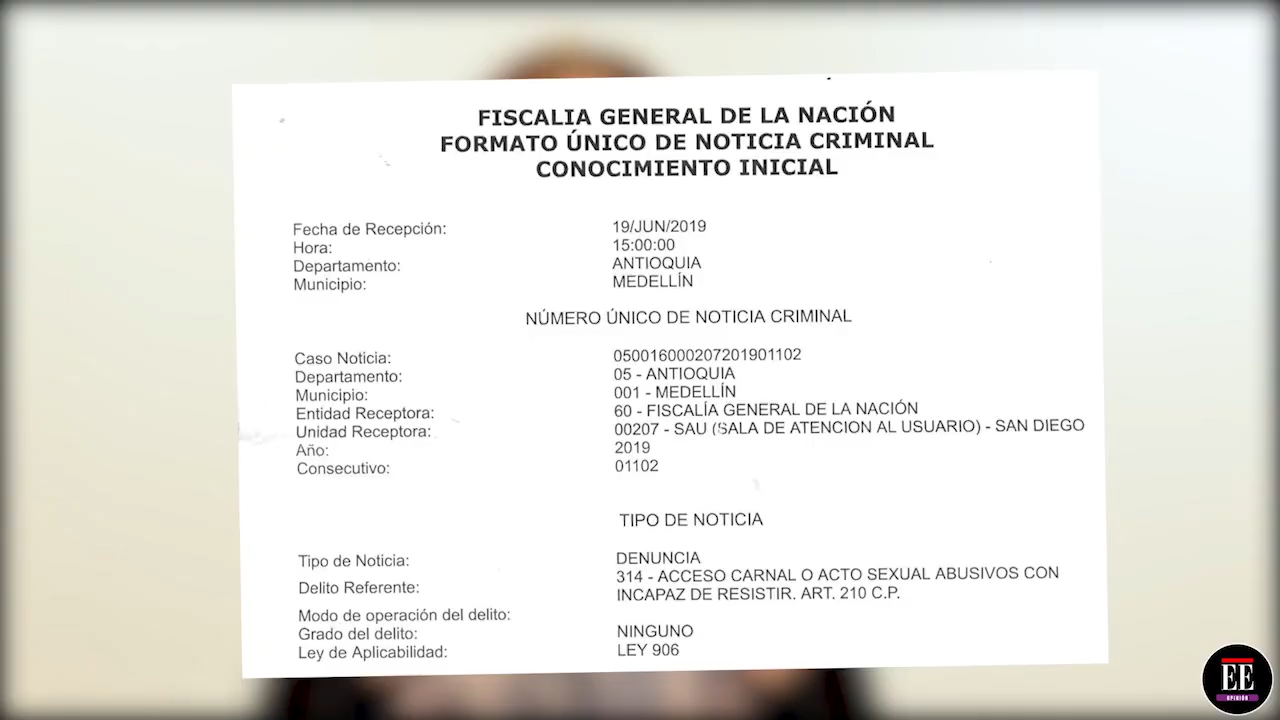 FISCALIA GENERAL DE LA NACIÓN
FORMATO ÚNICO DE NOTICIA CRIMINAL
CONOCIMIENTO INICIAL
Fecha de Recepción: 19/JUN/2019
Hora: 15:00:00
Departamento: ANTIOQUIA
Municipio: MEDELLÍN
NÚMERO ÚNICO DE NOTICIA CRIMINAL
Caso Noticia: 050016000207201901102
Departamento: 05 - ANTIOQUIA
Municipio: 001 - MEDELLÍN
Entidad Receptora: 60 - FISCALÍA GENERAL DE LA NACIÓN
Unidad Receptora: 00207 - SAU (SALA DE ATENCION AL USUARIO) - SAN DIEGO
Año: 2019
Consecutivo: 01102
TIPO DE NOTICIA
Tipo de Noticia: DENUNCIA
Delito Referente: 314 - ACCESO CARNAL O ACTO SEXUAL ABUSIVOS CON
INCAPAZ DE RESISTIR. ART. 210 C.P.
Modo de operación del delito:
Grado del delito: NINGUNO
Ley de Aplicabilidad: LEY 906
EE
OPINIÓN